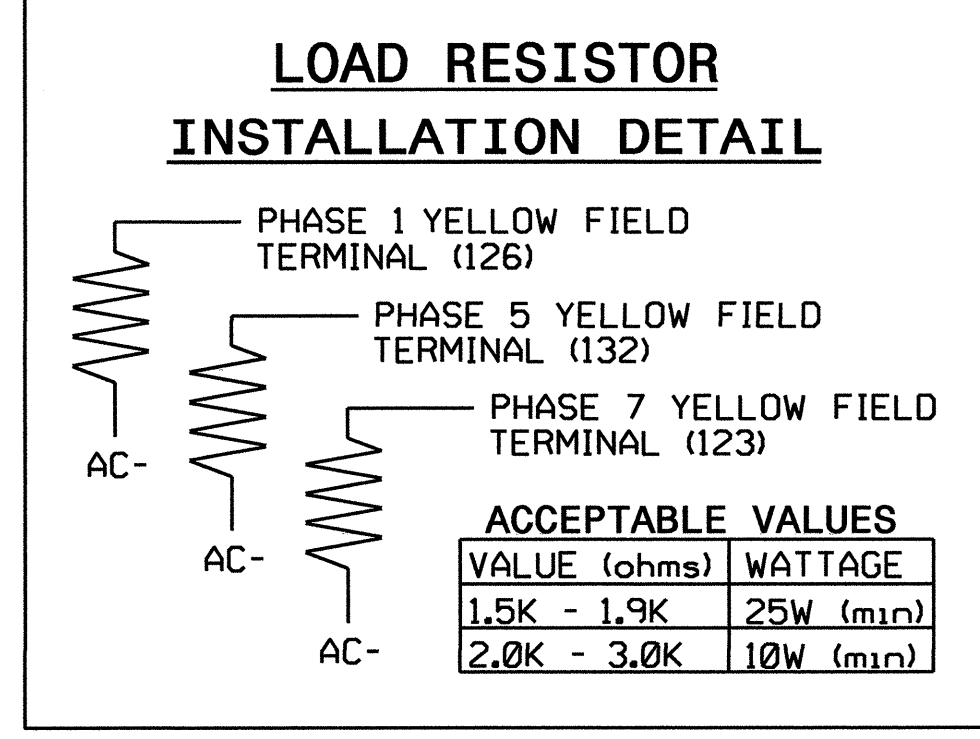 LOAD RESISTOR
INSTALLATION DETAIL
PHASE 1 YELLOW FIELD
TERMINAL (126)
PHASE 5 YELLOW FIELD
TERMINAL (132)
PHASE 7 YELLOW FIELD
TERMINAL (123)
AC-
AC-
AC-
ACCEPTABLE VALUES
VALUE (ohms) WATTAGE
1.5K - 1.9K 25W (min)
2.0K - 3.0K 10W (min)